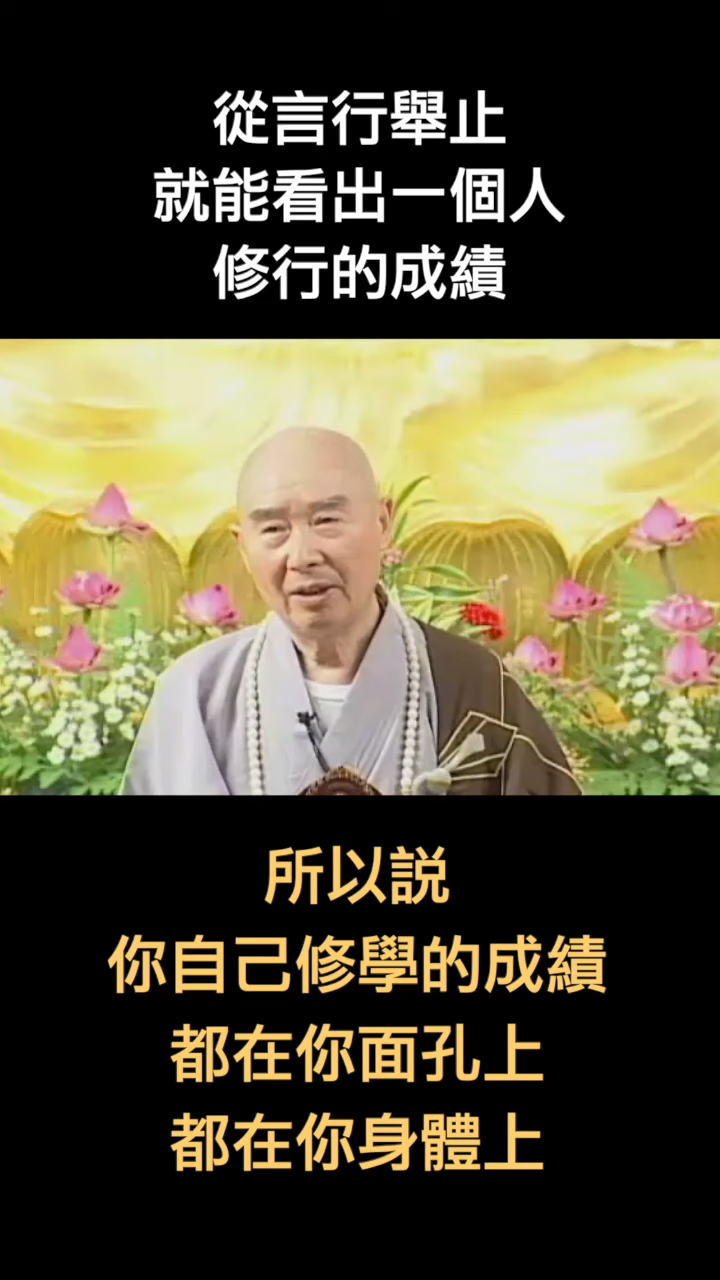 從言行舉止
就能看出一個人
修行的成績
所以説
你自己修學的成績
都在你面孔上
都在你身體上